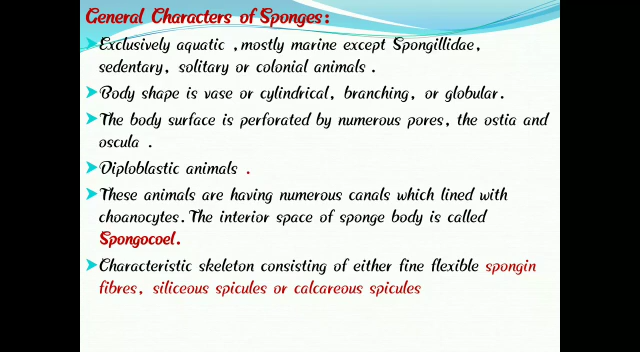 General Characters of Sponges:
Exclusively aquatic ,mostly marine except Spongillidae,
sedentary, solitary or colonial animals .
Body shape is vase or cylindrical, branching, or globular.
The body surface is perforated by numerous pores, the ostia and
oscula .
Diploblastic animals .
These animals are having numerous canals which lined with
choanocytes. The interior space of sponge body is called
Spongocoel.
Characteristic skeleton consisting of either fine flexible spongin
fibres, siliceous spicules or calcareous spicules